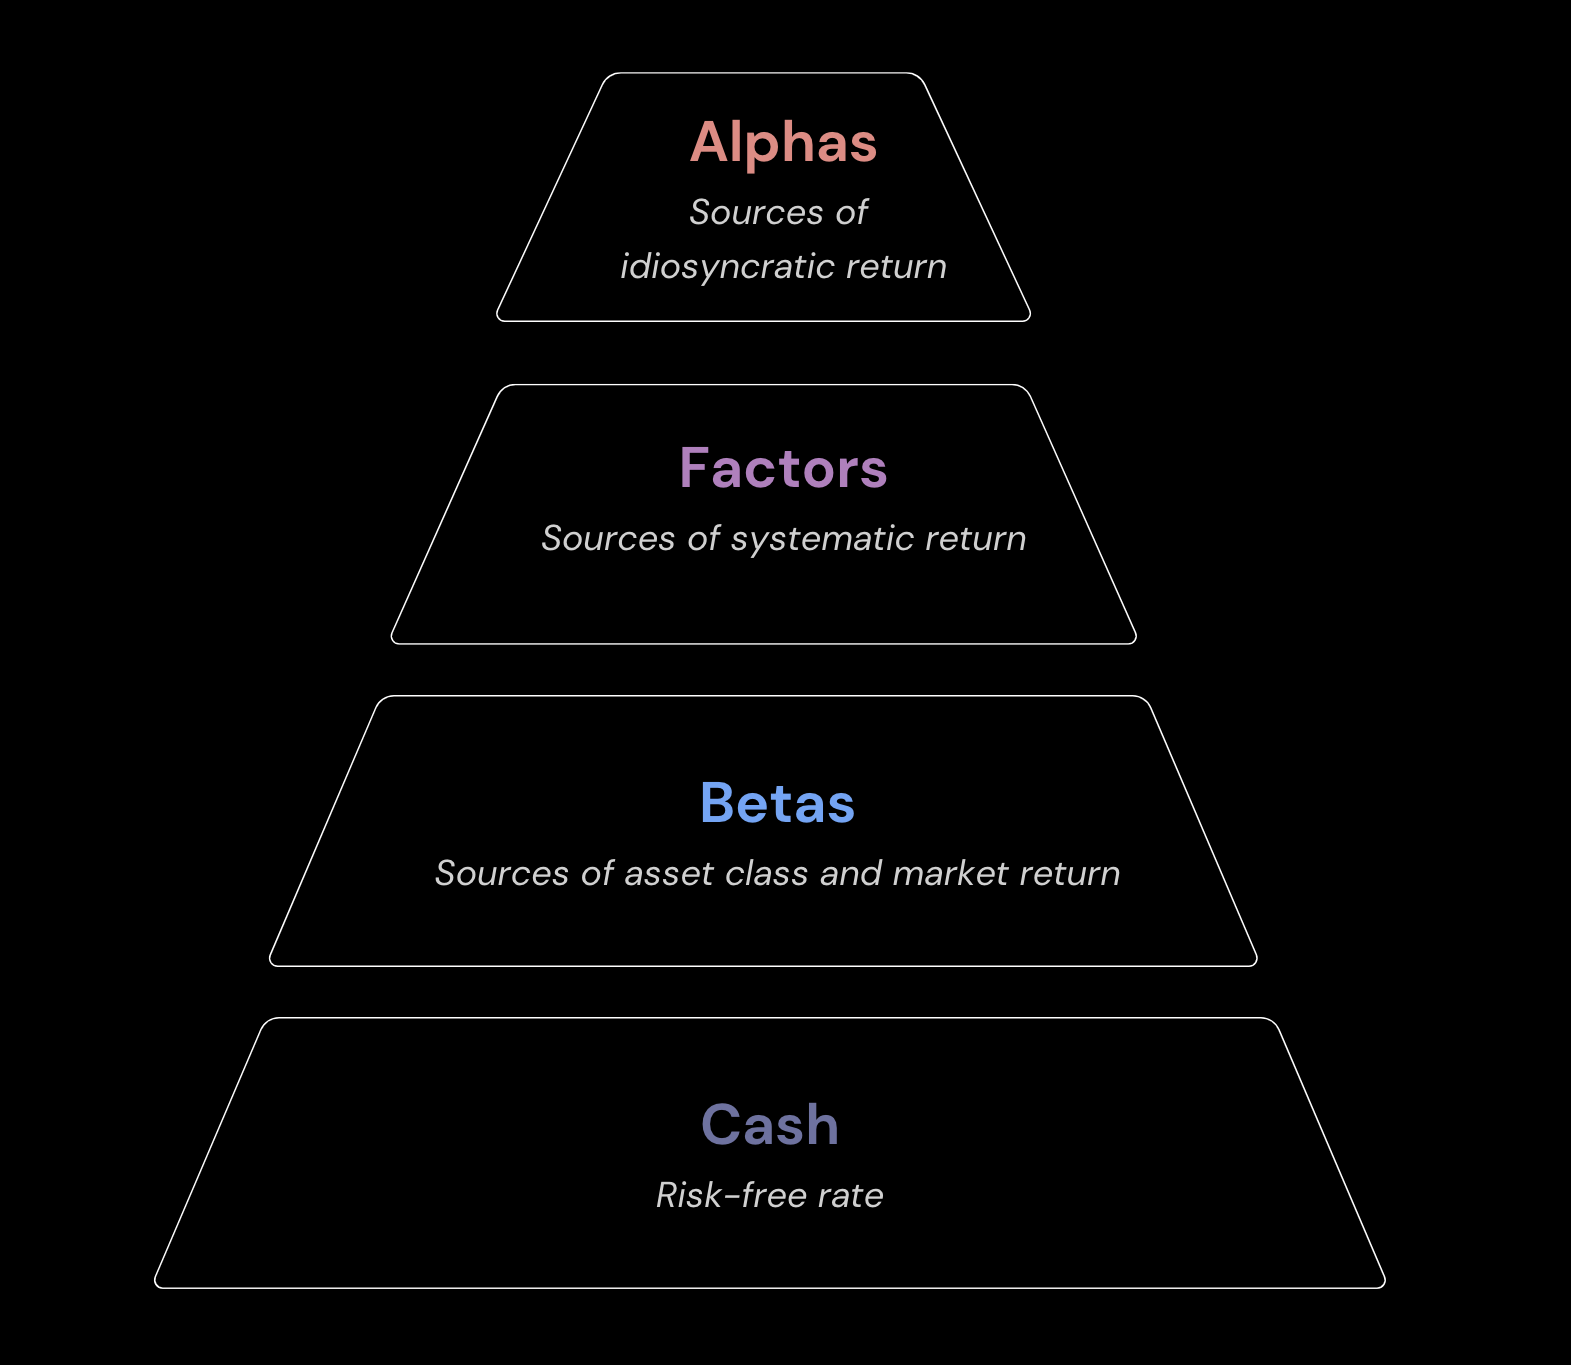 Alphas
Sources of
idiosyncratic return
Factors
Sources of systematic return
Betas
Sources of asset class and market return
Cash
Risk-free rate